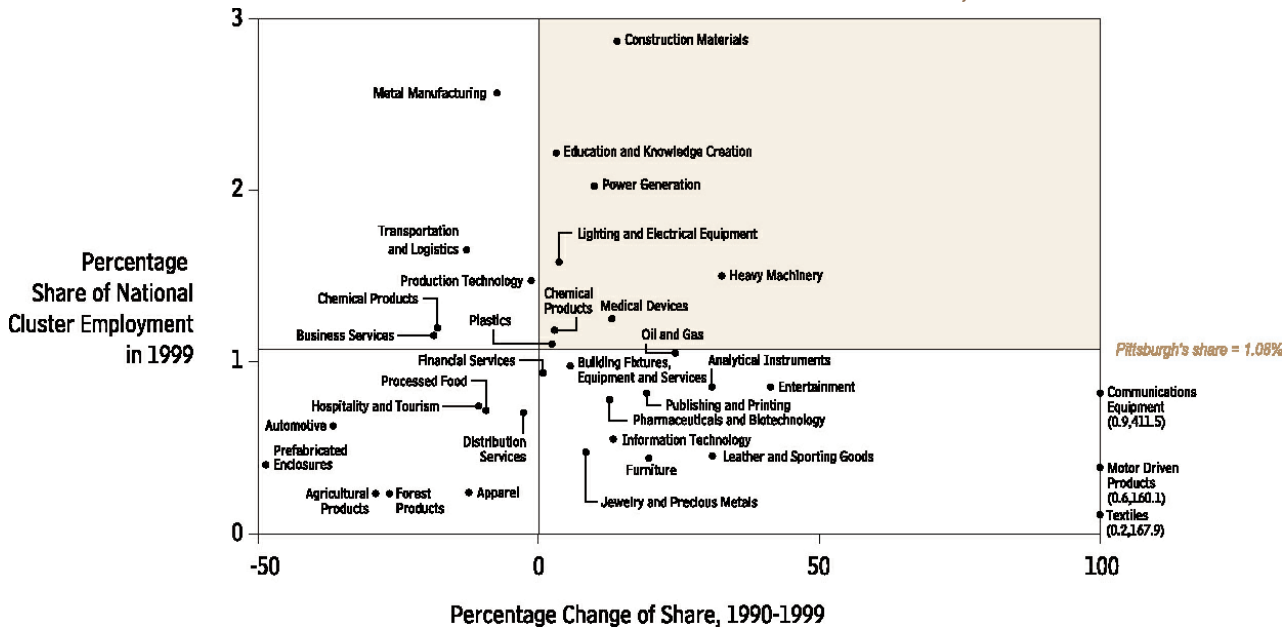 3
Construction Materials
Metal Manufacturing
Education and Knowledge Creation
2
Power Generation
Transportation
and Logistics
Lighting and Electrical Equipment
Percentage
Share of National
Cluster Employment
in 1999
Production Technology
Heavy Machinery
Chemical Products
Chemical
Products
Medical Devices
Business Services
Plastics
Oil and Gas
Pittsburgh's share = 1.08%
1
Financial Services
Building Fixtures,
Equipment and Services
Analytical Instruments
Processed Food
Entertainment
Hospitality and Tourism
Publishing and Printing
Communications
Equipment
(0.9,411.5)
Pharmaceuticals and Biotechnology
Automotive
Distribution
Services
Information Technology
Prefabricated
Enclosures
Furniture
Leather and Sporting Goods
Motor Driven
Products
(0.6,160.1)
Agricultural
Products
Forest
Products
Apparel
Jewelry and Precious Metals
Textiles
(0.2,167.9)
0
-50
0
50
100
Percentage Change of Share, 1990-1999